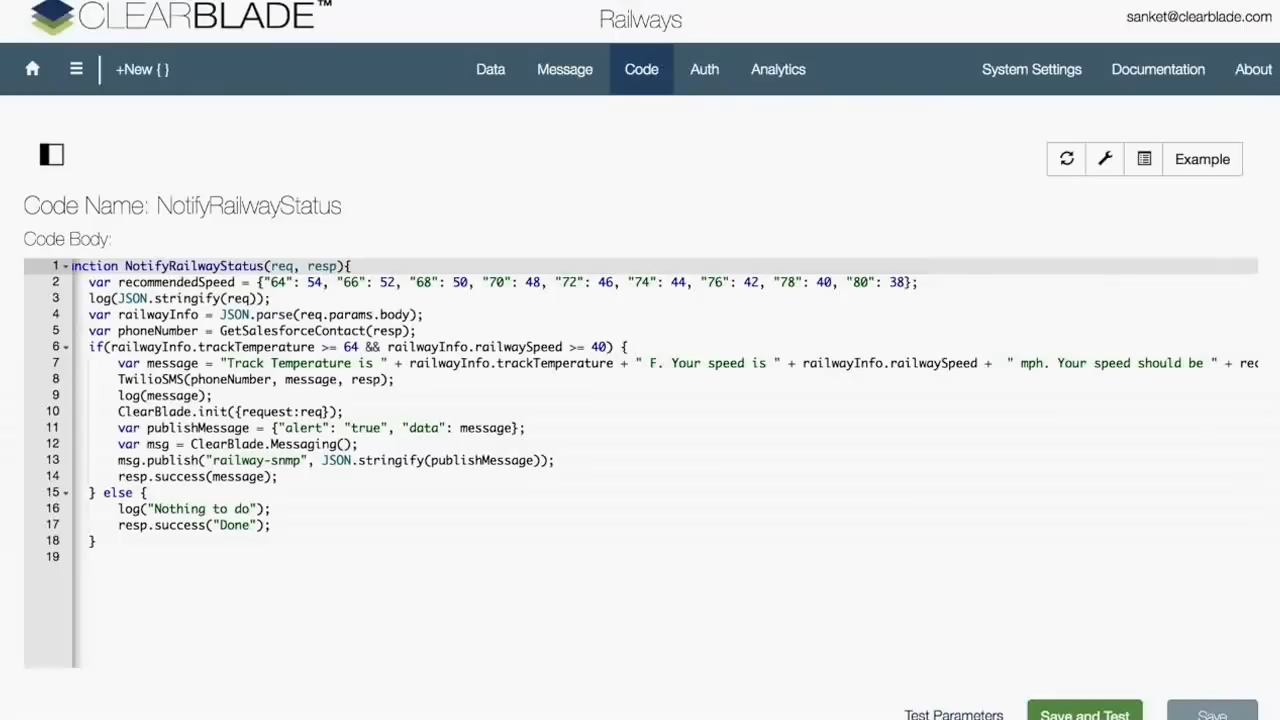 CLEARBLADE™
Railways
sanket@clearblade.com
+New { }
Data
Message
Code
Auth
Analytics
System Settings
Documentation
About
Example
Code Name: NotifyRailwayStatus
Code Body:
1 nction NotifyRailwayStatus(req, resp){
2 var recommendedSpeed = {"64": 54, "66": 52, "68": 50, "70": 48, "72": 46, "74": 44, "76": 42, "78": 40, "80": 38};
3 log(JSON.stringify(req));
4 var railwayInfo = JSON.parse(req.params.body);
5 var phoneNumber = GetSalesforceContact(resp);
6 if(railwayInfo.trackTemperature >= 64 && railwayInfo.railwaySpeed >= 40) {
7 var message = "Track Temperature is " + railwayInfo.trackTemperature + " F. Your speed is " + railwayInfo.railwaySpeed + " mph. Your speed should be " + rec
8 TwilioSMS(phoneNumber, message, resp);
9 log(message);
10 ClearBlade.init({request:req});
11 var publishMessage = {"alert": "true", "data": message};
12 var msg = ClearBlade.Messaging();
13 msg.publish("railway-snmp", JSON.stringify(publishMessage));
14 resp.success(message);
15 } else {
16 log("Nothing to do");
17 resp.success("Done");
18 }
19
Test Parameters
Save and Test
Save